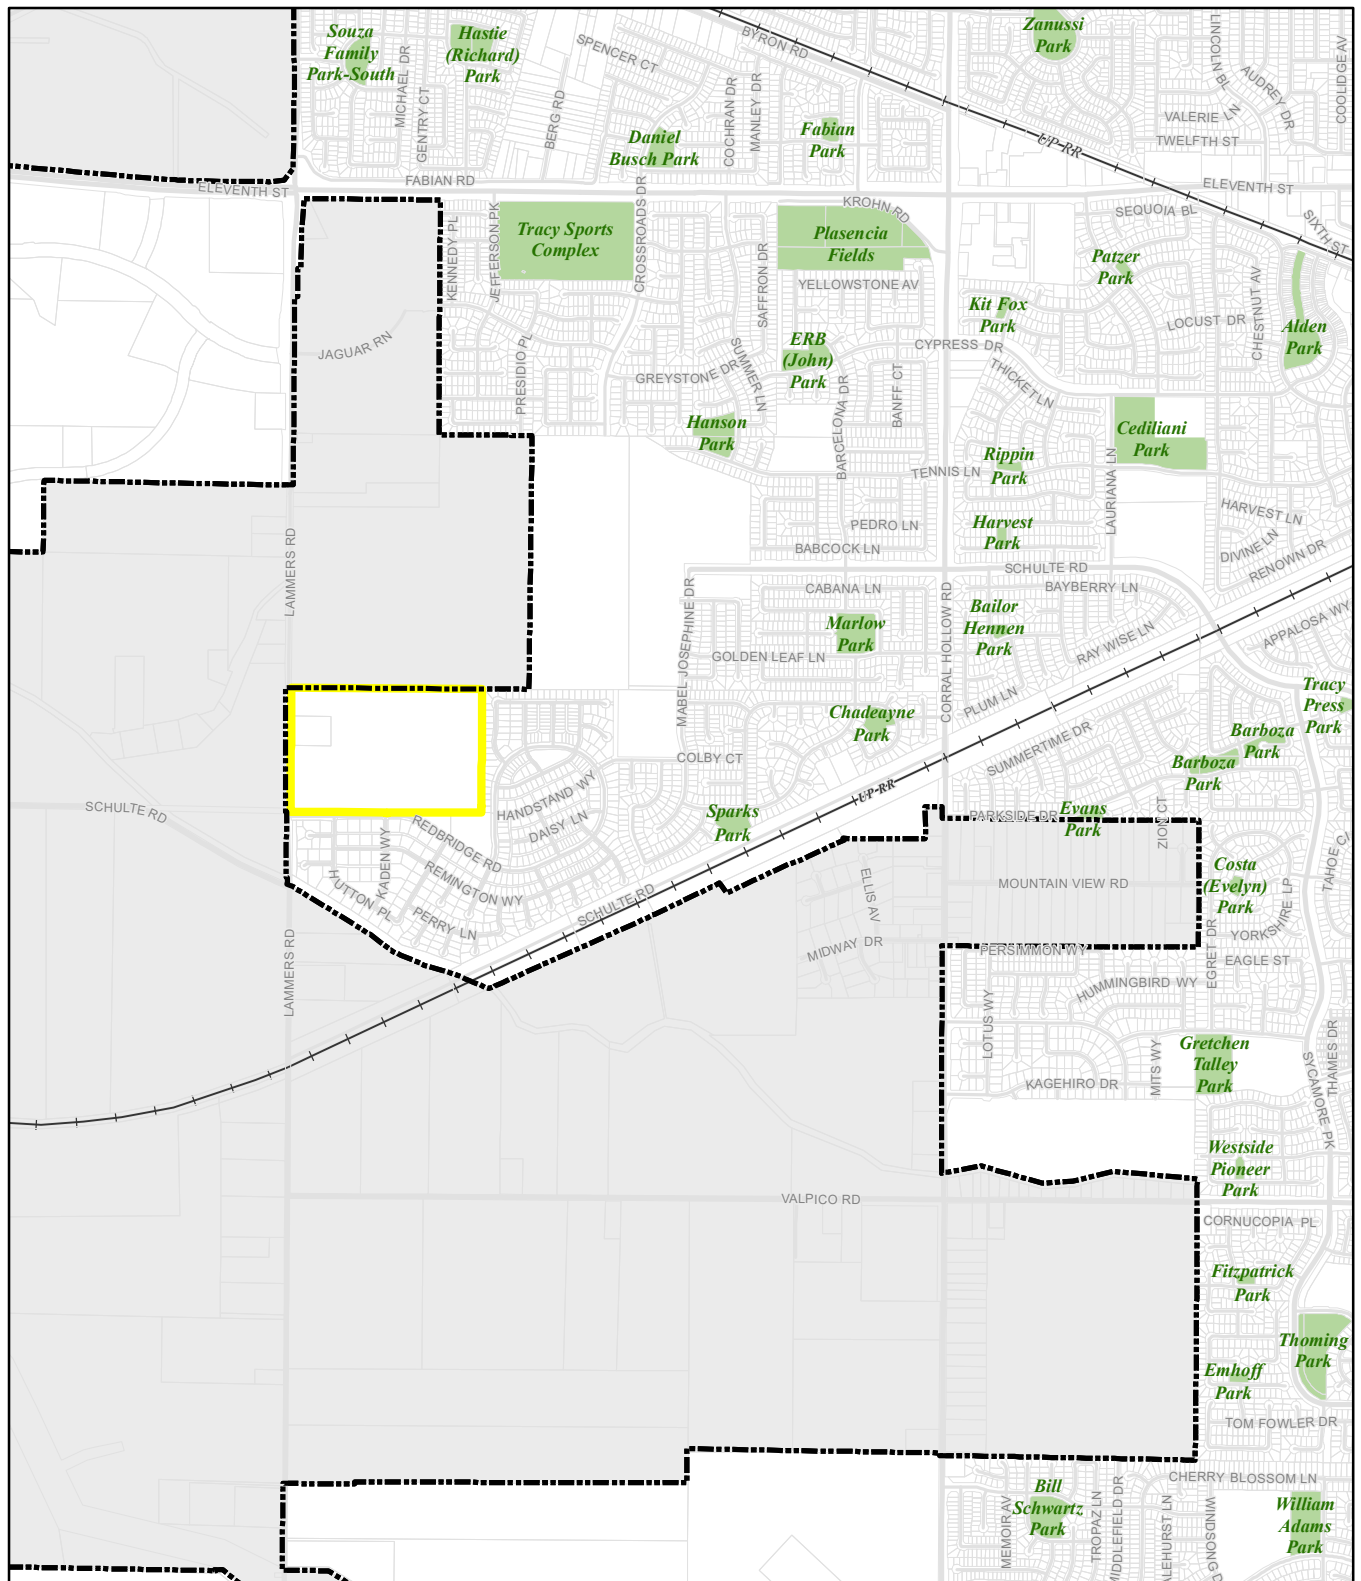 Souza
Family
Park-South
Hastie
(Richard)
Park
MICHAEL DR
GENTRY CT
SPENCER CT
BERG RD
BYRON RD
Zanussi
Park
LINCOLN BL
AUDREY DR
COOLIDGE AV
VALERIE LN
TWELFTH ST
Daniel
Busch Park
COCHRAN DR
MANLEY DR
Fabian
Park
UP-RR
ELEVENTH ST
FABIAN RD
ELEVENTH ST
KENNEDY PL
JEFFERSON PK
Tracy Sports
Complex
CROSSROADS DR
SAFFRON DR
KROHN RD
Plasencia
Fields
YELLOWSTONE AV
SEQUOIA BL
SIXTH ST
Patzer
Park
Kit Fox
Park
LOCUST DR
CHESTNUT AV
Alden
Park
JAGUAR RN
PRESIDIO PL
GREYSTONE DR
SUMMER LN
ERB
(John)
Park
CYPRESS DR
THICKET LN
BARCELONA DR
BANFF CT
Hanson
Park
Cediliani
Park
Rippin
Park
TENNIS LN
LAURIANA LN
LAMMERS RD
PEDRO LN
BABCOCK LN
Harvest
Park
HARVEST LN
DIVINE LN
RENOWN DR
SCHULTE RD
BAYBERRY LN
CABANA LN
MABEL JOSEPHINE DR
CORRAL HOLLOW RD
Bailor
Hennen
Park
Marlow
Park
GOLDEN LEAF LN
RAY WISE LN
APPALOSA WY
PLUM LN
Tracy
Press
Park
Chadeayne
Park
SUMMERTIME DR
Barboza
Park
Barboza
Park
COLBY CT
UP-RR
SCHULTE RD
HANDSTAND WY
DAISY LN
REDBRIDGE RD
Sparks
Park
PARKSIDE DR
Evans
Park
ZION CT
KADEN WY
HUTTON PL
REMINGTON WY
PERRY LN
SCHULTE RD
ELLIS AV
MOUNTAIN VIEW RD
Costa
(Evelyn)
Park
TAHOE CI
YORKSHIRE LP
MIDWAY DR
PERSIMMON WY
EGRET DR
EAGLE ST
LAMMERS RD
HUMMINGBIRD WY
LOTUS WY
KAGEHIRO DR
MITS WY
Gretchen
Talley
Park
SYCAMORE PK
THAMES DR
Westside
Pioneer
Park
VALPICO RD
CORNUCOPIA PL
Fitzpatrick
Park
Thoming
Park
Emhoff
Park
TOM FOWLER DR
CHERRY BLOSSOM LN
Bill
Schwartz
Park
MEMOIR AV
TROPAZ LN
MIDDLEFIELD DR
ALEHURST LN
WINDSONG D
William
Adams
Park